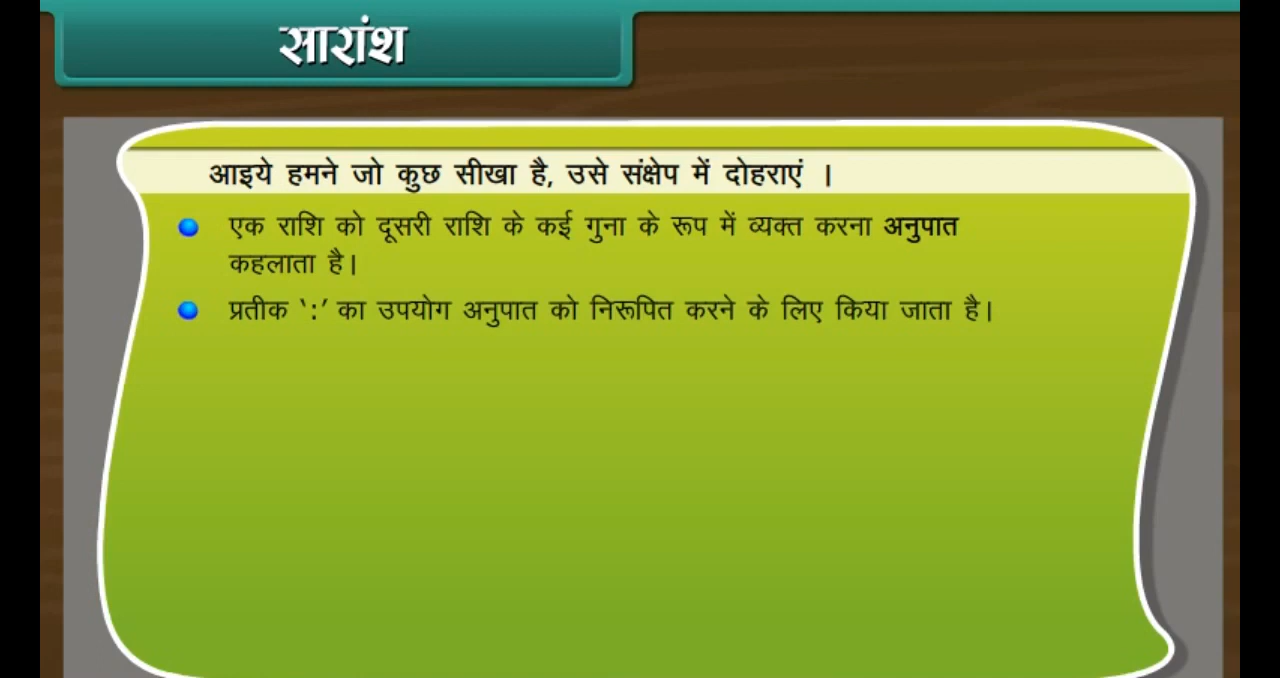 सारांश
आइये हमने जो कुछ सीखा है, उसे संक्षेप में दोहराएं ।
एक राशि को दूसरी राशि के कई गुना के रूप में व्यक्त करना अनुपात
कहलाता है।
प्रतीक ‘:’ का उपयोग अनुपात को निरूपित करने के लिए किया जाता है।